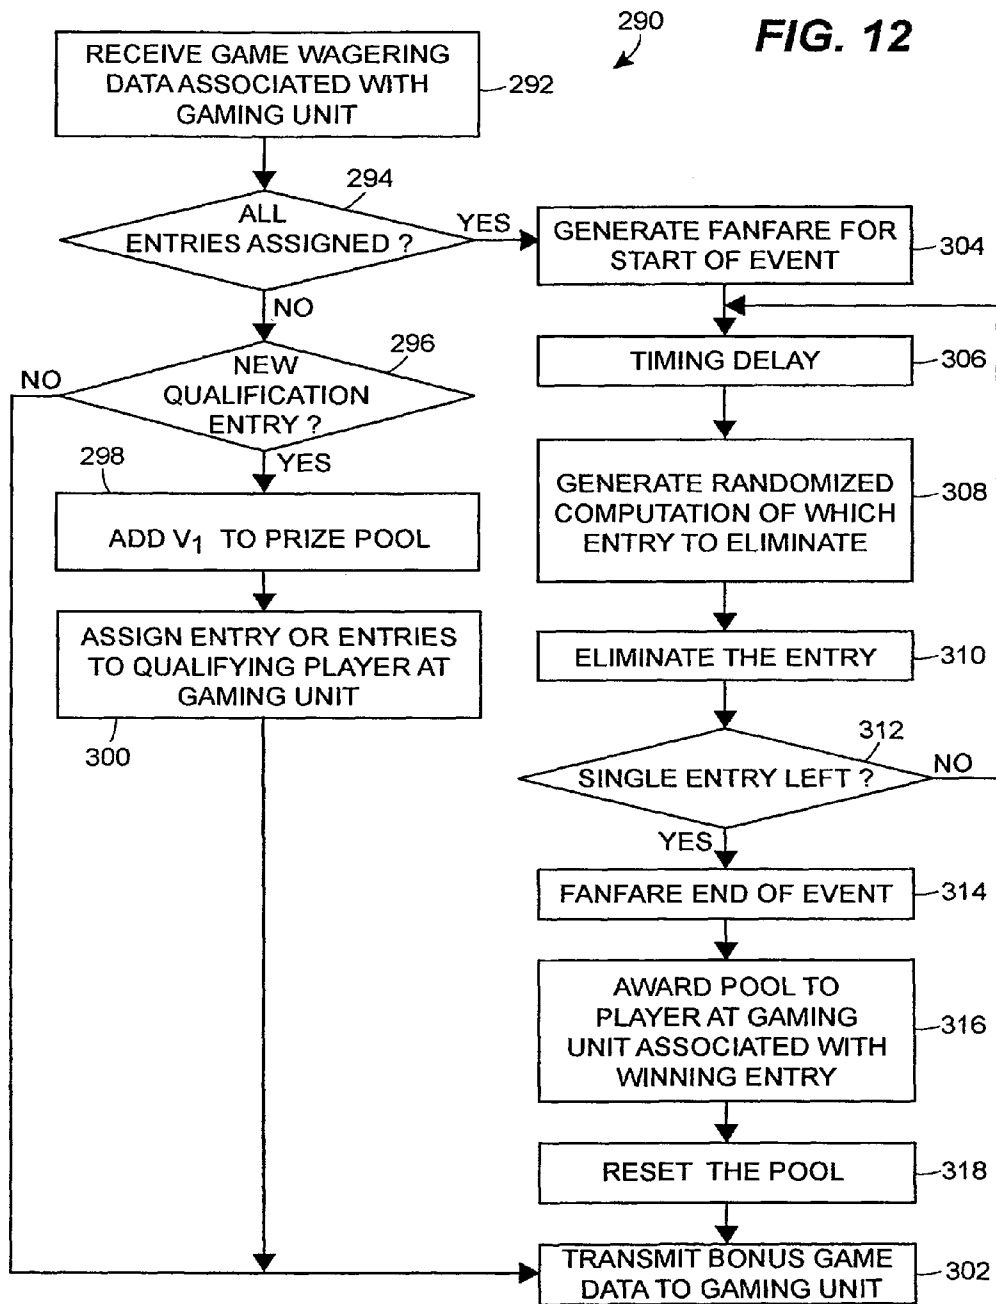 290
FIG. 12
RECEIVE GAME WAGERING
DATA ASSOCIATED WITH
GAMING UNIT
292
294
ALL
ENTRIES ASSIGNED ?
YES
NO
296
NEW
QUALIFICATION
ENTRY ?
NO
YES
298
ADD V1 TO PRIZE POOL
ASSIGN ENTRY OR ENTRIES
TO QUALIFYING PLAYER AT
GAMING UNIT
300
GENERATE FANFARE FOR
START OF EVENT
304
TIMING DELAY
306
GENERATE RANDOMIZED
COMPUTATION OF WHICH
ENTRY TO ELIMINATE
308
ELIMINATE THE ENTRY
310
312
SINGLE ENTRY LEFT ?
NO
YES
FANFARE END OF EVENT
314
AWARD POOL TO
PLAYER AT GAMING
UNIT ASSOCIATED WITH
WINNING ENTRY
316
RESET THE POOL
318
TRANSMIT BONUS GAME
DATA TO GAMING UNIT
302